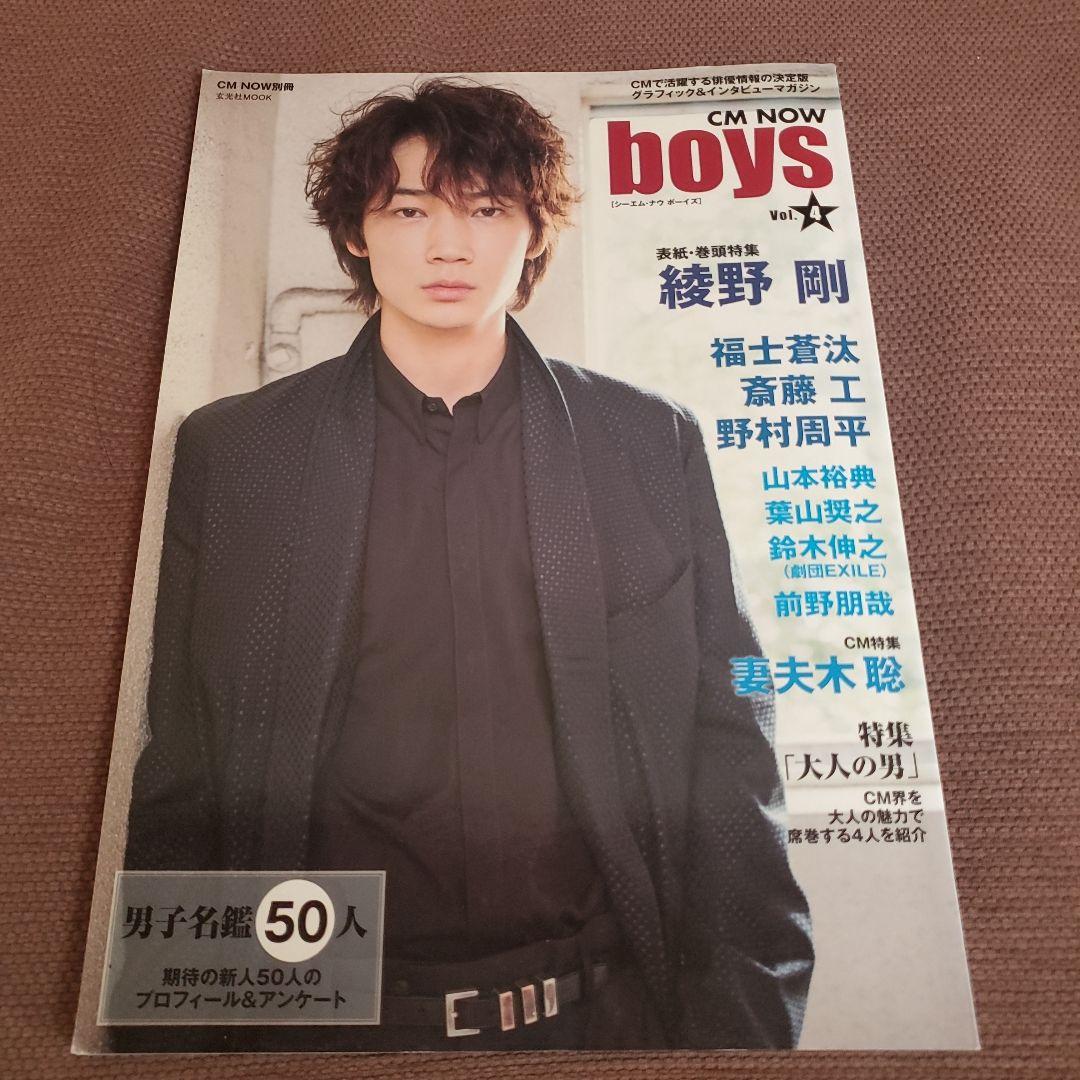 CM NOW別冊
玄光社MOOK
CMで活躍する俳優情報の決定版
グラフィック&インタビューマガジン
CM NOW
boys
[シーエム・ナウ ボーイズ]
Vol. 4
表紙・巻頭特集
綾野 剛
福士蒼汰
斎藤 工
野村周平
山本裕典
葉山奨之
鈴木伸之
(劇団EXILE)
前野朋哉
CM特集
妻夫木 聡
特集
「大人の男」
CM界を
大人の魅力で
席巻する4人を紹介
男子名鑑50人
期待の新人50人の
プロフィール&アンケート